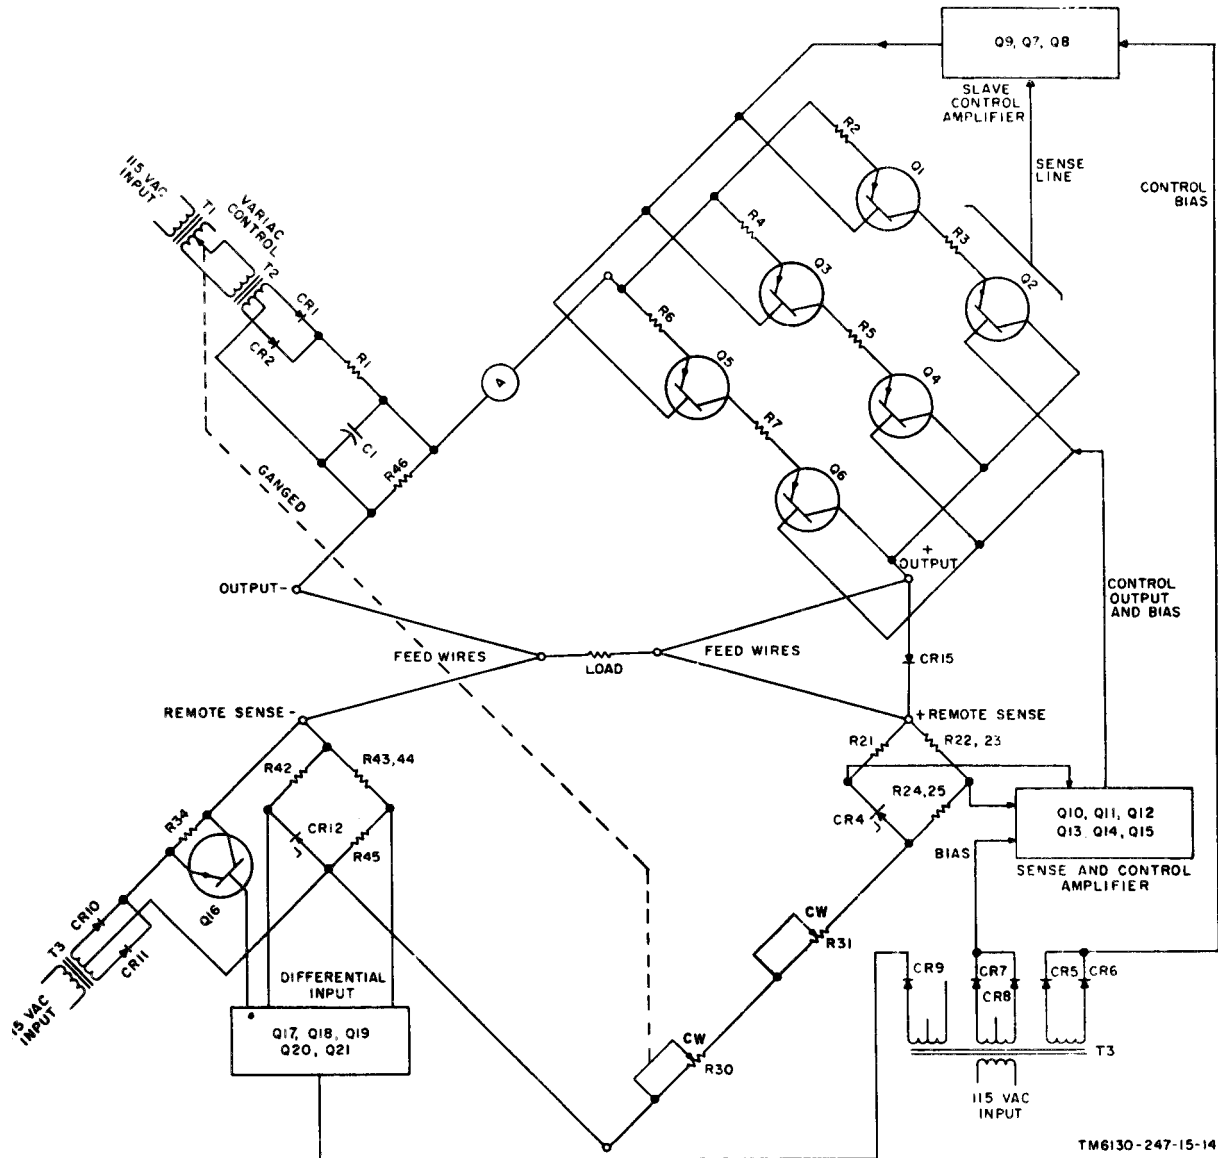 Q9, Q7, Q8
SLAVE
CONTROL
AMPLIFIER
SENSE
LINE
CONTROL
BIAS
115 VAC
INPUT
T1
VARIAC
CONTROL
T2
CR1
CR2
R1
C1
R46
A
GANGED
R2
Q1
R3
Q2
R4
Q3
R5
Q4
R6
Q5
R7
Q6
+
OUTPUT
OUTPUT-
FEED WIRES
LOAD
FEED WIRES
CR15
CONTROL
OUTPUT
AND BIAS
REMOTE SENSE -
+REMOTE SENSE
R42
R43,44
CR12
R45
R34
Q16
CR10
CR11
T3
15 VAC
INPUT
DIFFERENTIAL
INPUT
Q17, Q18, Q19
Q20, Q21
R21
R22, 23
R24,25
CR4
BIAS
Q10, Q11, Q12
Q13, Q14, Q15
SENSE AND CONTROL
AMPLIFIER
CW
R31
CW
R30
CR9
CR7
CR8
CR5
CR6
T3
115 VAC
INPUT
TM6130-247-15-14